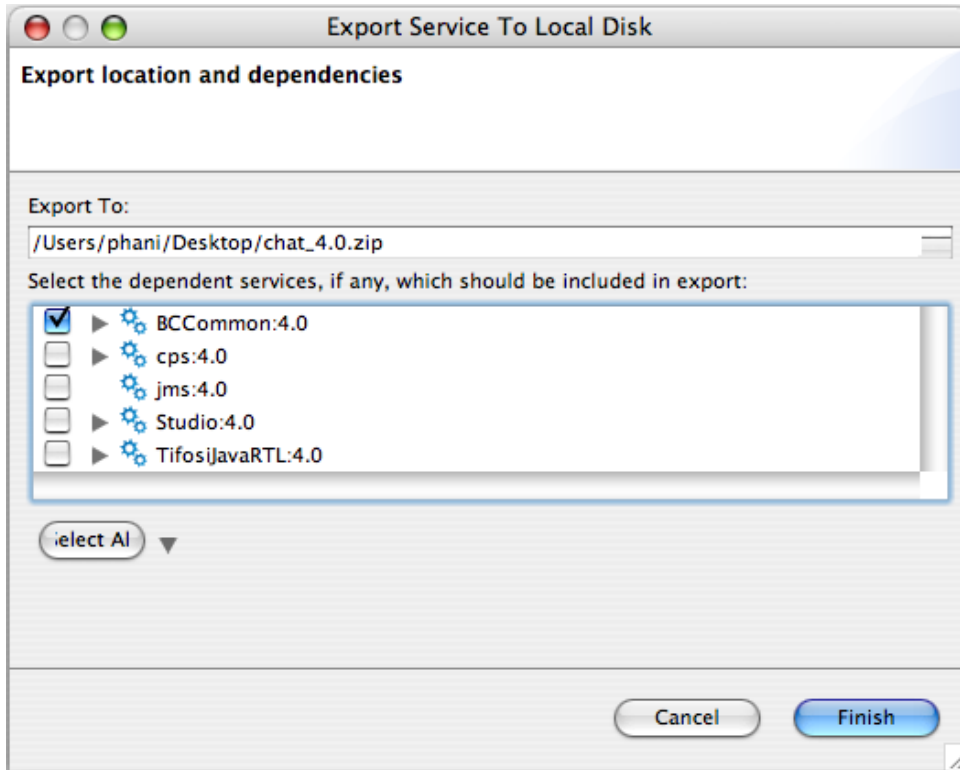 Export Service To Local Disk
Export location and dependencies
Export To:
/Users/phani/Desktop/chat_4.0.zip
Select the dependent services, if any, which should be included in export:
BCCommon:4.0
cps:4.0
jms:4.0
Studio:4.0
TifosiJavaRTL:4.0
Select Al
Cancel
Finish